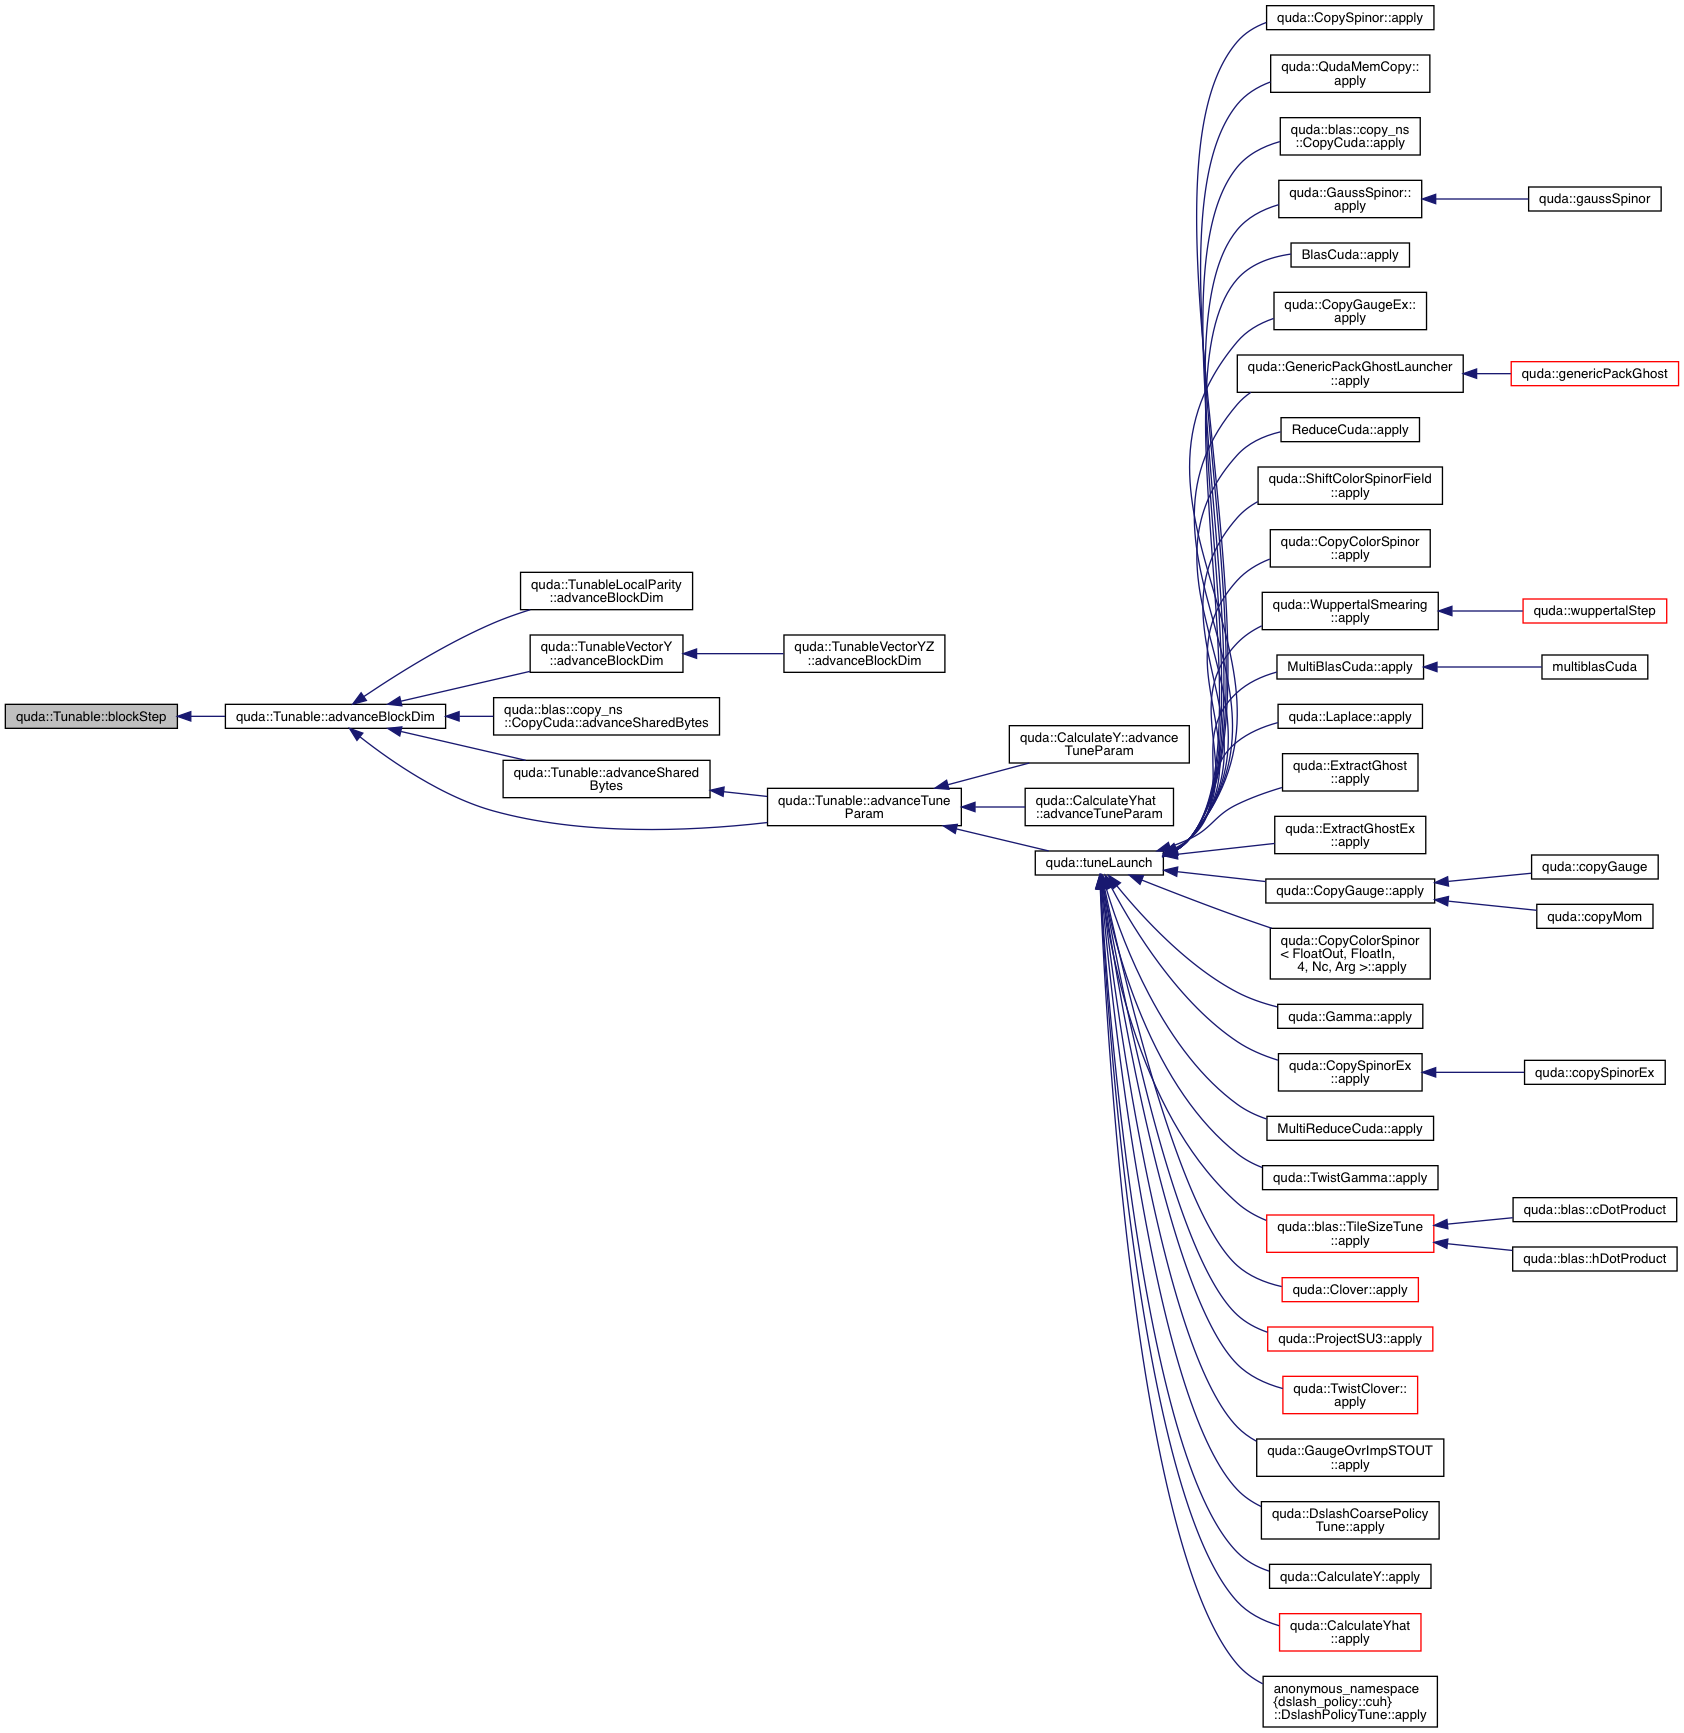 quda::Tunable::blockStep
quda::Tunable::advanceBlockDim
quda::TunableLocalParity
::advanceBlockDim
quda::TunableVectorY
::advanceBlockDim
quda::TunableVectorYZ
::advanceBlockDim
quda::blas::copy_ns
::CopyCuda::advanceSharedBytes
quda::Tunable::advanceShared
Bytes
quda::Tunable::advanceTune
Param
quda::CalculateY::advance
TuneParam
quda::CalculateYhat
::advanceTuneParam
quda::tuneLaunch
quda::CopySpinor::apply
quda::QudaMemCopy::
apply
quda::blas::copy_ns
::CopyCuda::apply
quda::GaussSpinor::
apply
quda::gaussSpinor
BlasCuda::apply
quda::CopyGaugeEx::
apply
quda::GenericPackGhostLauncher
::apply
quda::genericPackGhost
ReduceCuda::apply
quda::ShiftColorSpinorField
::apply
quda::CopyColorSpinor
::apply
quda::WuppertalSmearing
::apply
quda::wuppertalStep
MultiBlasCuda::apply
multiblasCuda
quda::Laplace::apply
quda::ExtractGhost
::apply
quda::ExtractGhostEx
::apply
quda::CopyGauge::apply
quda::copyGauge
quda::copyMom
quda::CopyColorSpinor
< FloatOut, FloatIn,
4, Nc, Arg >::apply
quda::Gamma::apply
quda::CopySpinorEx
::apply
quda::copySpinorEx
MultiReduceCuda::apply
quda::TwistGamma::apply
quda::blas::TileSizeTune
::apply
quda::blas::cDotProduct
quda::blas::hDotProduct
quda::Clover::apply
quda::ProjectSU3::apply
quda::TwistClover::
apply
quda::GaugeOvrImpSTOUT
::apply
quda::DslashCoarsePolicy
Tune::apply
quda::CalculateY::apply
quda::CalculateYhat
::apply
anonymous_namespace
{dslash_policy::cuh}
::DslashPolicyTune::apply